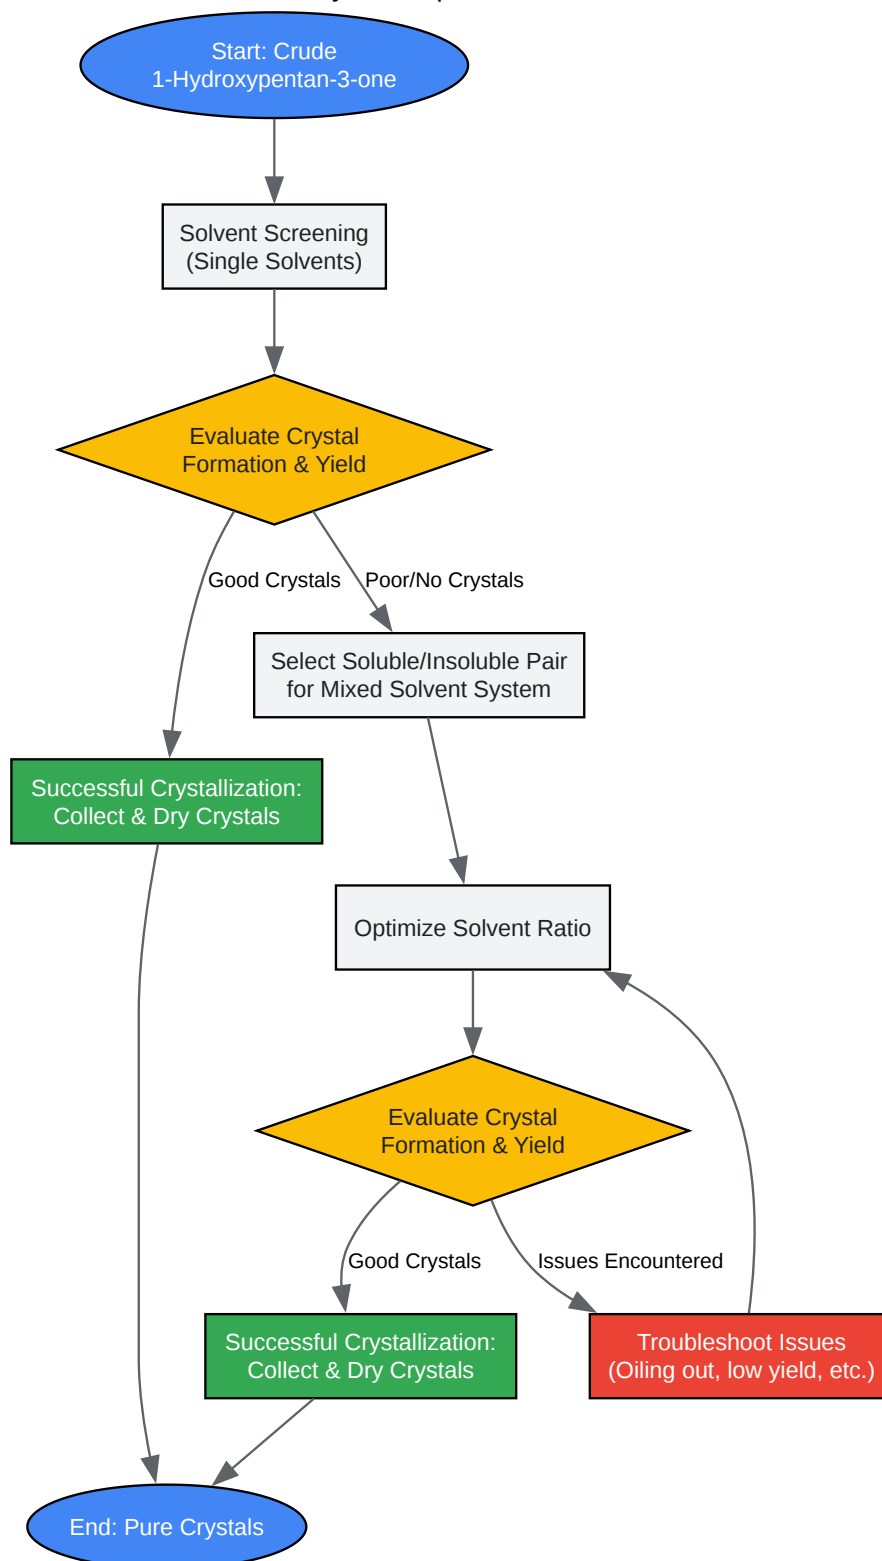 Start: Crude
1-Hydroxypentan-3-one
Solvent Screening
(Single Solvents)
Evaluate Crystal
Formation & Yield
Good Crystals
Poor/No Crystals
Select Soluble/Insoluble Pair
for Mixed Solvent System
Successful Crystallization:
Collect & Dry Crystals
Optimize Solvent Ratio
Evaluate Crystal
Formation & Yield
Good Crystals
Issues Encountered
Successful Crystallization:
Collect & Dry Crystals
Troubleshoot Issues
(Oiling out, low yield, etc.)
End: Pure Crystals